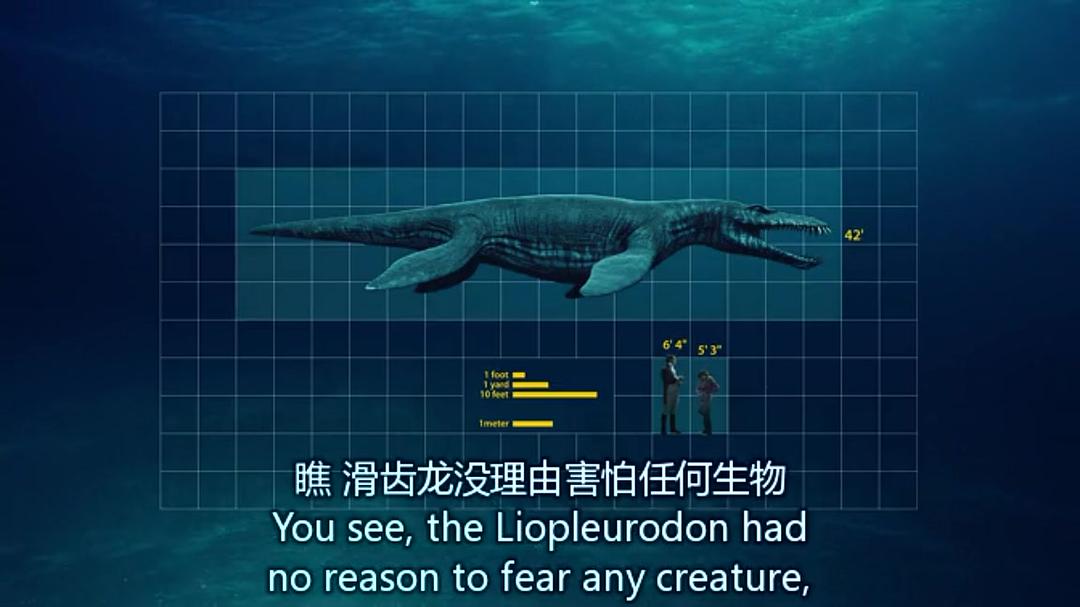 42'
6' 4"
5' 3"
1 foot
1 yard
10 feet
1meter
瞧 滑齿龙没理由害怕任何生物
You see, the Liopleurodon had
no reason to fear any creature,